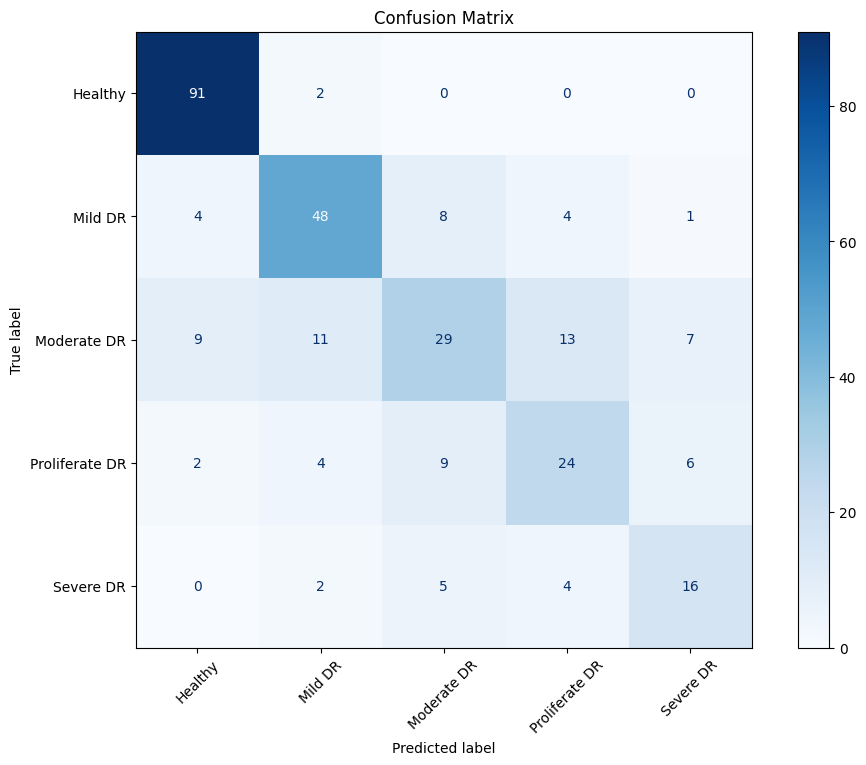 Confusion Matrix
True label
Healthy 91 2 0 0 0
Mild DR 4 48 8 4 1
Moderate DR 9 11 29 13 7
Proliferate DR 2 4 9 24 6
Severe DR 0 2 5 4 16
Healthy Mild DR Moderate DR Proliferate DR Severe DR
Predicted label
80
60
40
20
0